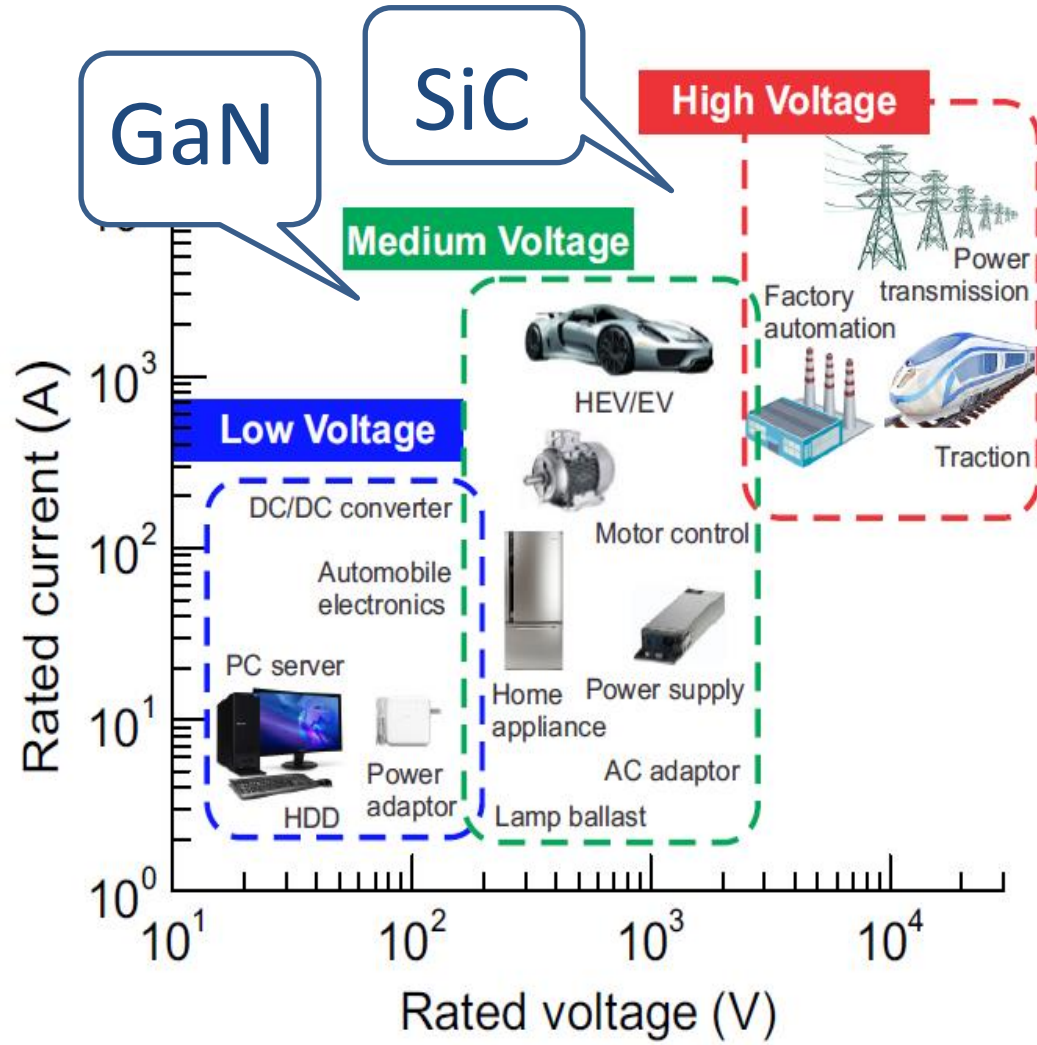 GaN
SiC
High Voltage
Medium Voltage
Low Voltage
Power
transmission
Factory
automation
Traction
HEV/EV
Motor control
Home
appliance
Power supply
AC adaptor
Lamp ballast
DC/DC converter
Automobile
electronics
PC server
Power
adaptor
HDD
Rated current (A)
10³
10²
10¹
10⁰
10¹
10²
10³
10⁴
Rated voltage (V)